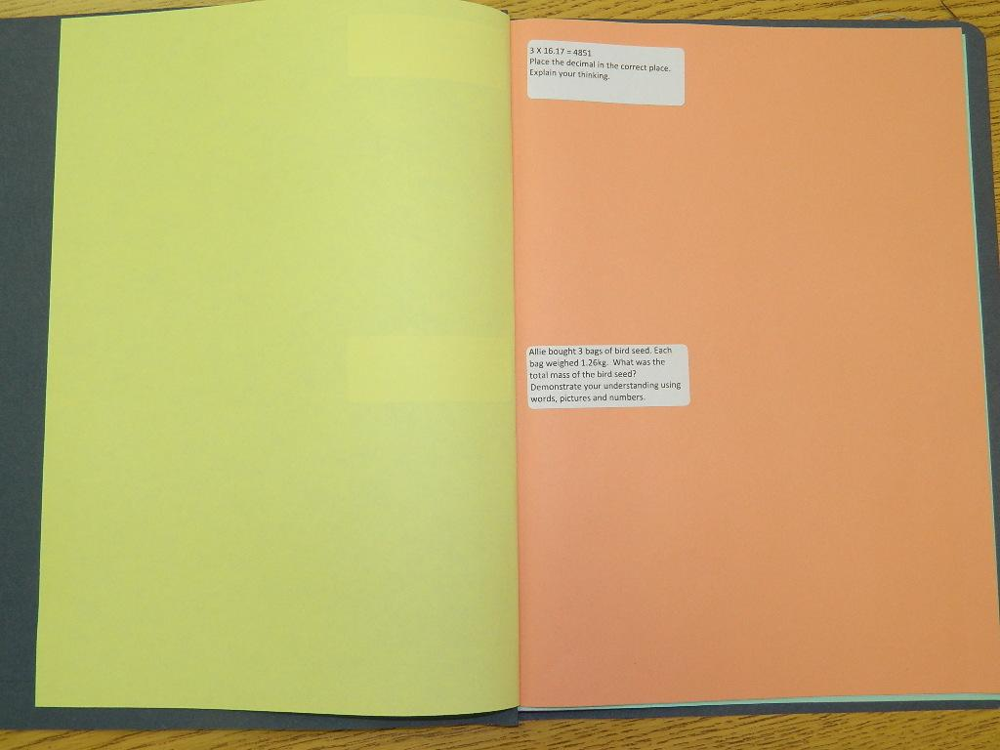 3 X 16.17 = 4851
Place the decimal in the correct place.
Explain your thinking.
Allie bought 3 bags of bird seed. Each
bag weighed 1.26kg. What was the
total mass of the bird seed?
Demonstrate your understanding using
words, pictures and numbers.